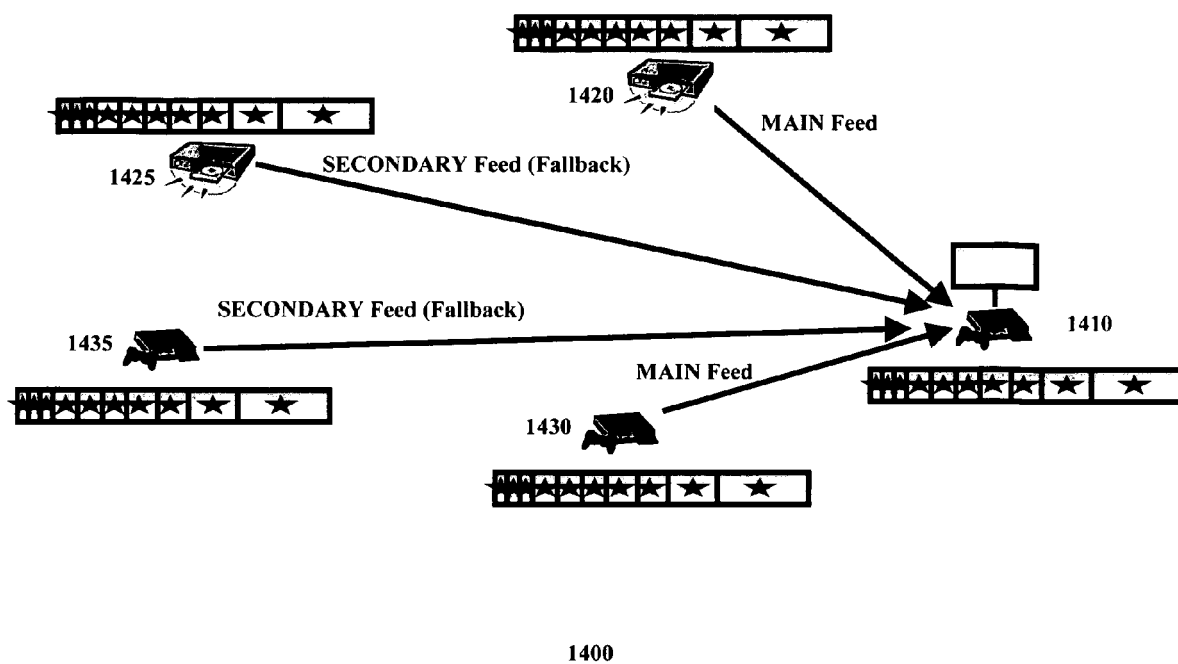 1420
MAIN Feed
1425
SECONDARY Feed (Fallback)
SECONDARY Feed (Fallback)
1435
1410
MAIN Feed
1430
1400